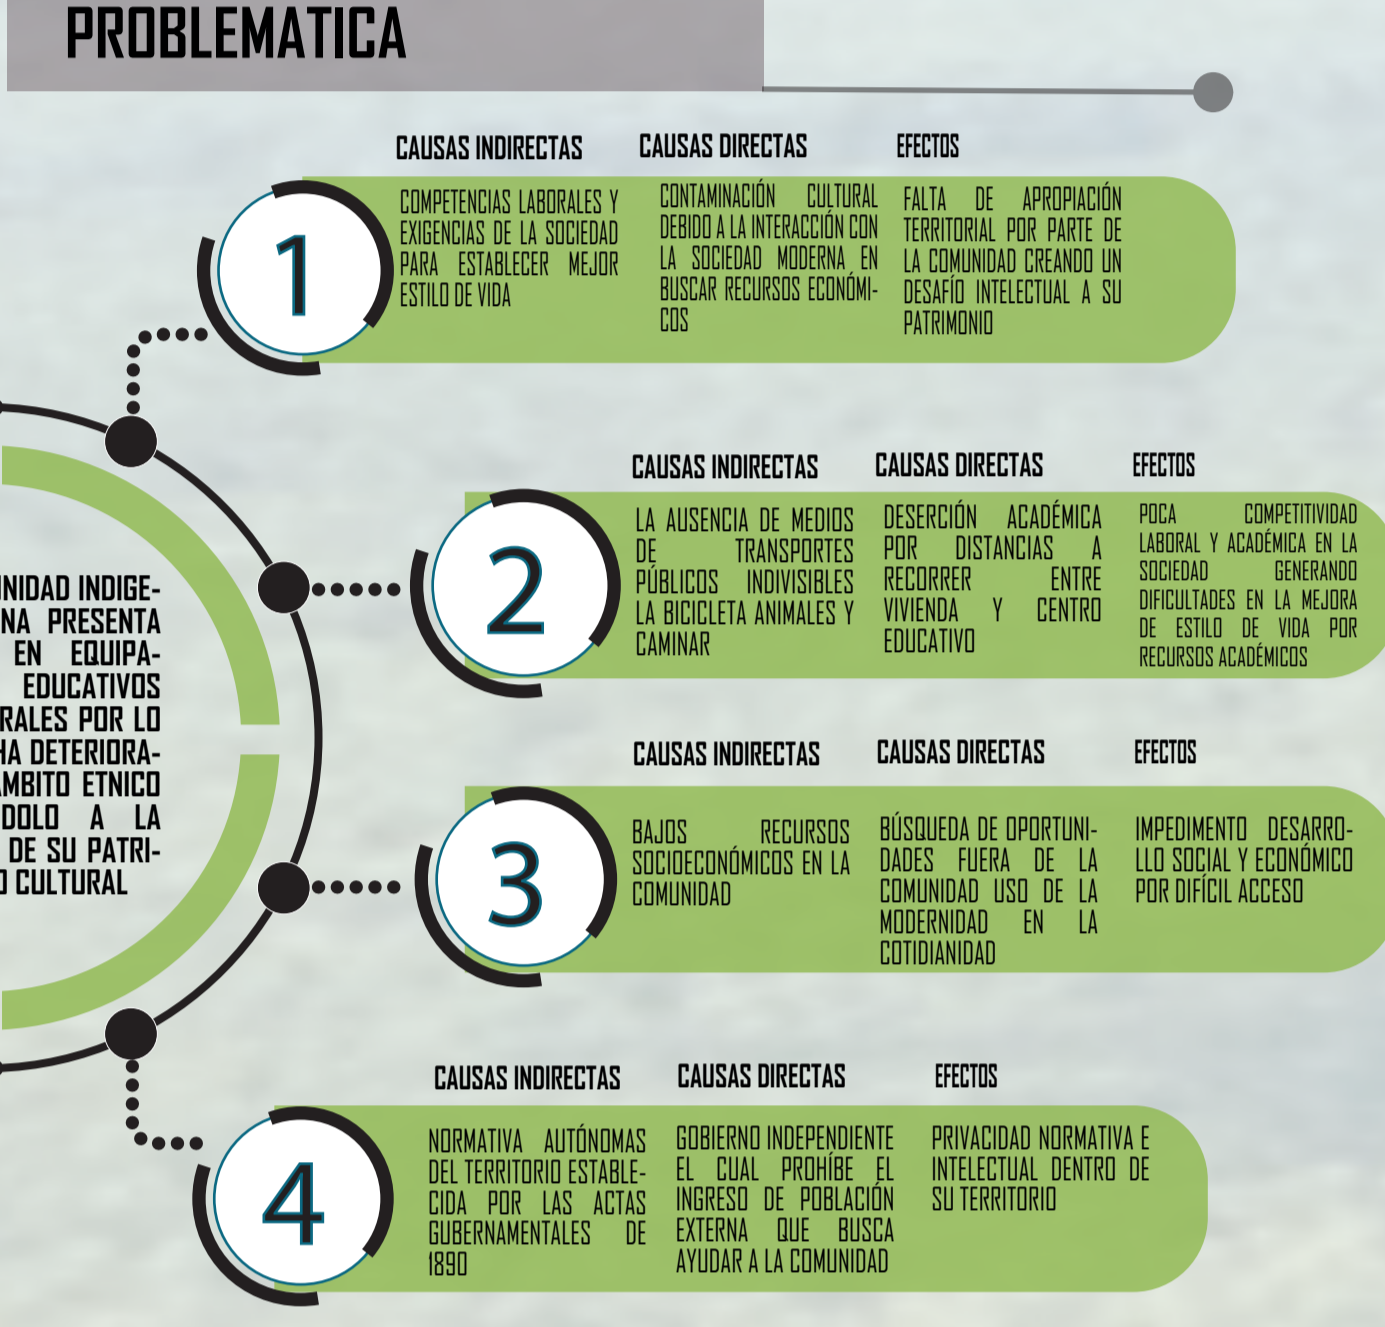 PROBLEMATICA
CAUSAS INDIRECTAS
COMPETENCIAS LABORALES Y
EXIGENCIAS DE LA SOCIEDAD
PARA ESTABLECER MEJOR
ESTILO DE VIDA
CAUSAS DIRECTAS
CONTAMINACIÓN CULTURAL
DEBIDO A LA INTERACCIÓN CON
LA SOCIEDAD MODERNA EN
BUSCAR RECURSOS ECONÓMI-
COS
EFECTOS
FALTA DE APROPIACIÓN
TERRITORIAL POR PARTE DE
LA COMUNIDAD CREANDO UN
DESAFÍO INTELECTUAL A SU
PATRIMONIO
1
CAUSAS INDIRECTAS
LA AUSENCIA DE MEDIOS
DE TRANSPORTES
PÚBLICOS INDIVISIBLES
LA BICICLETA ANIMALES Y
CAMINAR
CAUSAS DIRECTAS
DESERCIÓN ACADÉMICA
POR DISTANCIAS A
RECORRER ENTRE
VIVIENDA Y CENTRO
EDUCATIVO
EFECTOS
POCA COMPETITIVIDAD
LABORAL Y ACADÉMICA EN LA
SOCIEDAD GENERANDO
DIFICULTADES EN LA MEJORA
DE ESTILO DE VIDA POR
RECURSOS ACADÉMICOS
2
UNIDAD INDIGE-
NA PRESENTA
EN EQUIPA-
EDUCATIVOS
RALES POR LO
HA DETERIORA-
AMBITO ETNICO
DOLO A LA
DE SU PATRI-
O CULTURAL
CAUSAS INDIRECTAS
BAJOS RECURSOS
SOCIOECONÓMICOS EN LA
COMUNIDAD
CAUSAS DIRECTAS
BÚSQUEDA DE OPORTUNI-
DADES FUERA DE LA
COMUNIDAD USO DE LA
MODERNIDAD EN LA
COTIDIANIDAD
EFECTOS
IMPEDIMENTO DESARRO-
LLO SOCIAL Y ECONÓMICO
POR DIFÍCIL ACCESO
3
CAUSAS INDIRECTAS
NORMATIVA AUTÓNOMAS
DEL TERRITORIO ESTABLE-
CIDA POR LAS ACTAS
GUBERNAMENTALES DE
1890
CAUSAS DIRECTAS
GOBIERNO INDEPENDIENTE
EL CUAL PROHÍBE EL
INGRESO DE POBLACIÓN
EXTERNA QUE BUSCA
AYUDAR A LA COMUNIDAD
EFECTOS
PRIVACIDAD NORMATIVA E
INTELECTUAL DENTRO DE
SU TERRITORIO
4